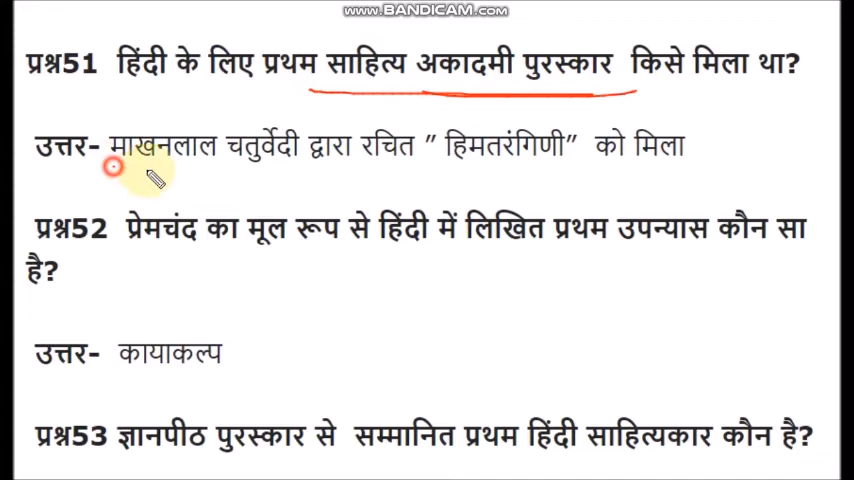 WWW.BANDICAM.COM
प्रश्न51 हिंदी के लिए प्रथम साहित्य अकादमी पुरस्कार किसे मिला था?
उत्तर- माखनलाल चतुर्वेदी द्वारा रचित ” हिमतरंगिणी” को मिला
प्रश्न52 प्रेमचंद का मूल रूप से हिंदी में लिखित प्रथम उपन्यास कौन सा
है?
उत्तर- कायाकल्प
प्रश्न53 ज्ञानपीठ पुरस्कार से सम्मानित प्रथम हिंदी साहित्यकार कौन है?